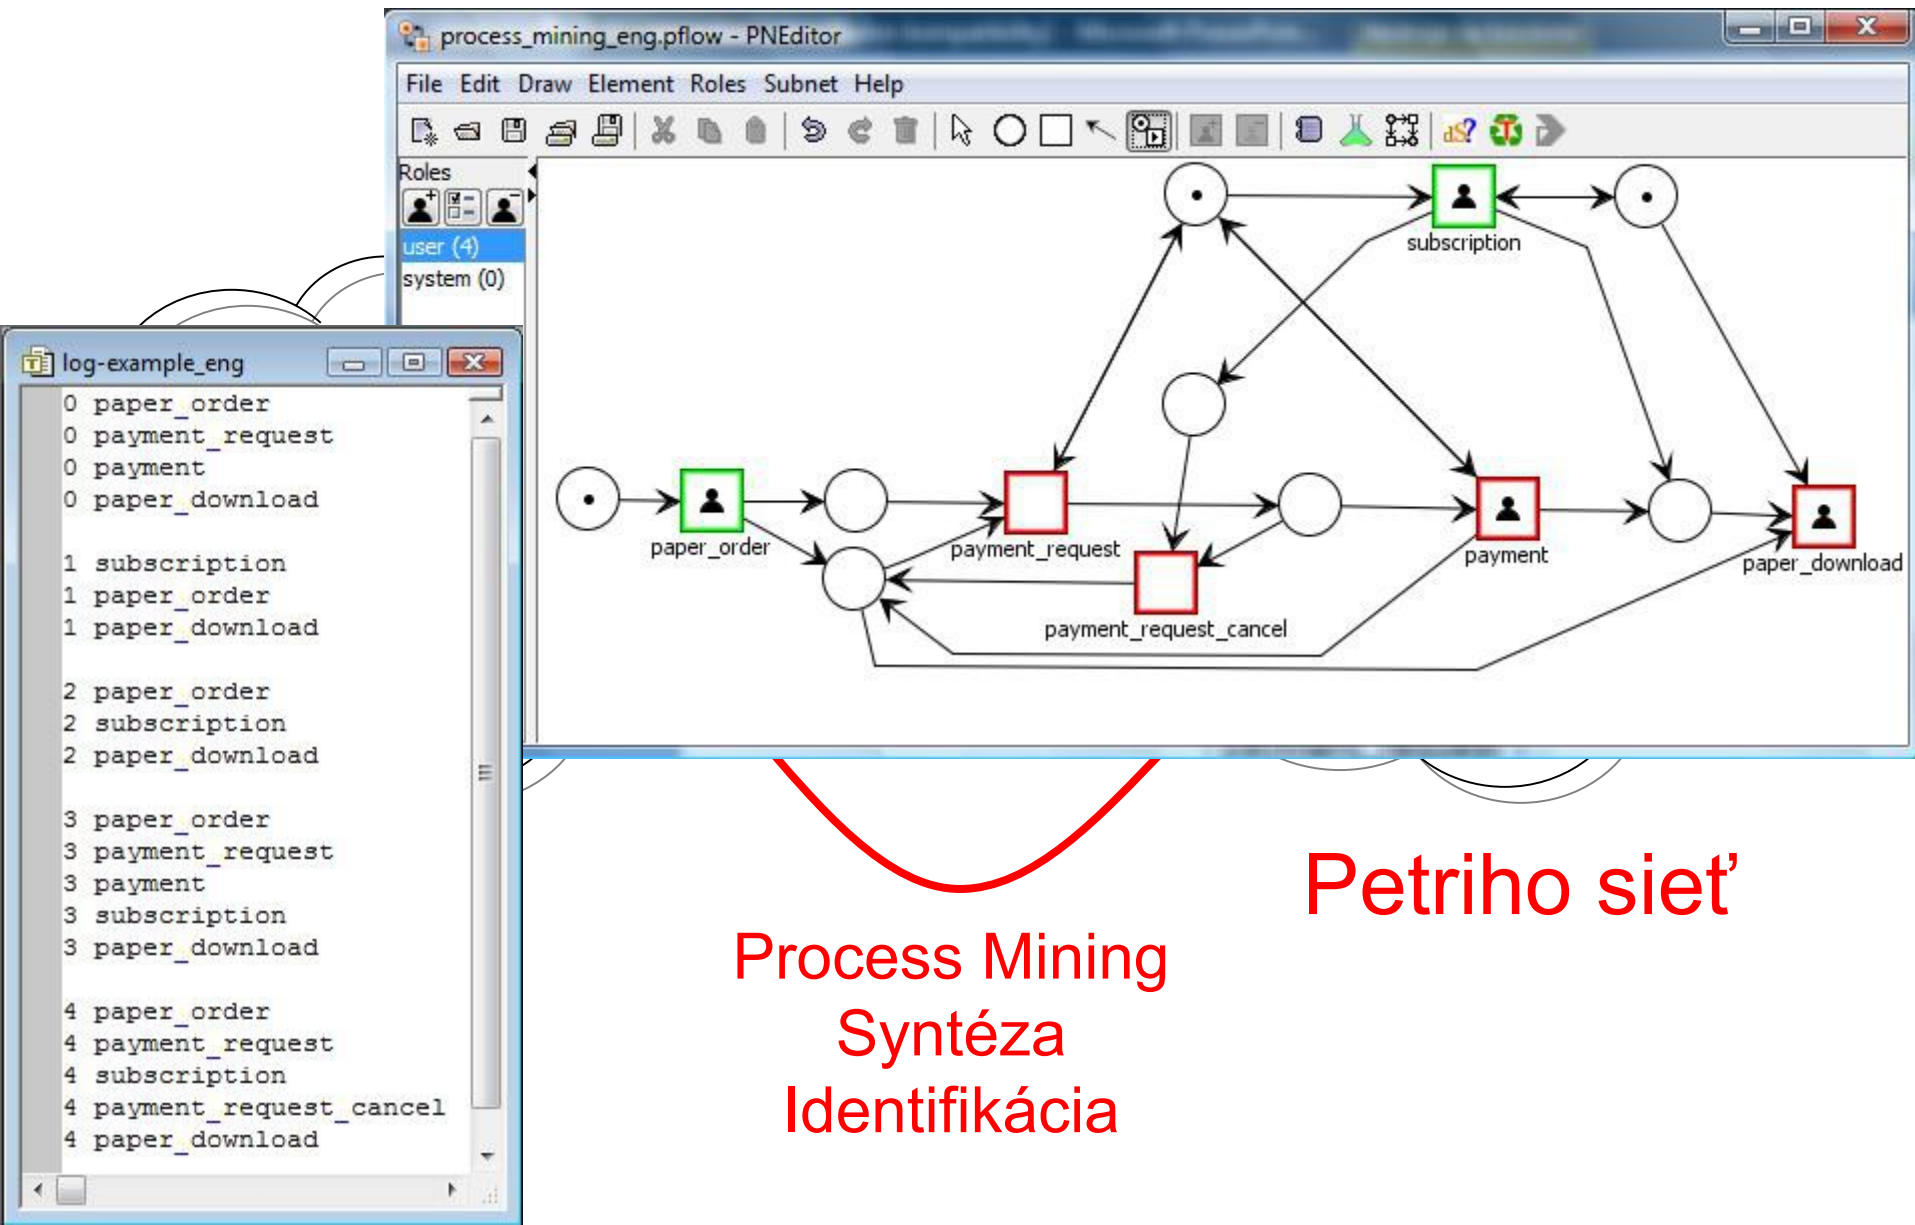 process_mining_eng.pflow - PNEditor
File Edit Draw Element Roles Subnet Help
dS?
Roles
user (4)
system (0)
subscription
paper_order
payment_request
payment_request_cancel
payment
paper_download
log-example_eng
0 paper_order
0 payment_request
0 payment
0 paper_download
1 subscription
1 paper_order
1 paper_download
2 paper_order
2 subscription
2 paper_download
3 paper_order
3 payment_request
3 payment
3 subscription
3 paper_download
4 paper_order
4 payment_request
4 subscription
4 payment_request_cancel
4 paper_download
Petriho sieť
Process Mining
Syntéza
Identifikácia